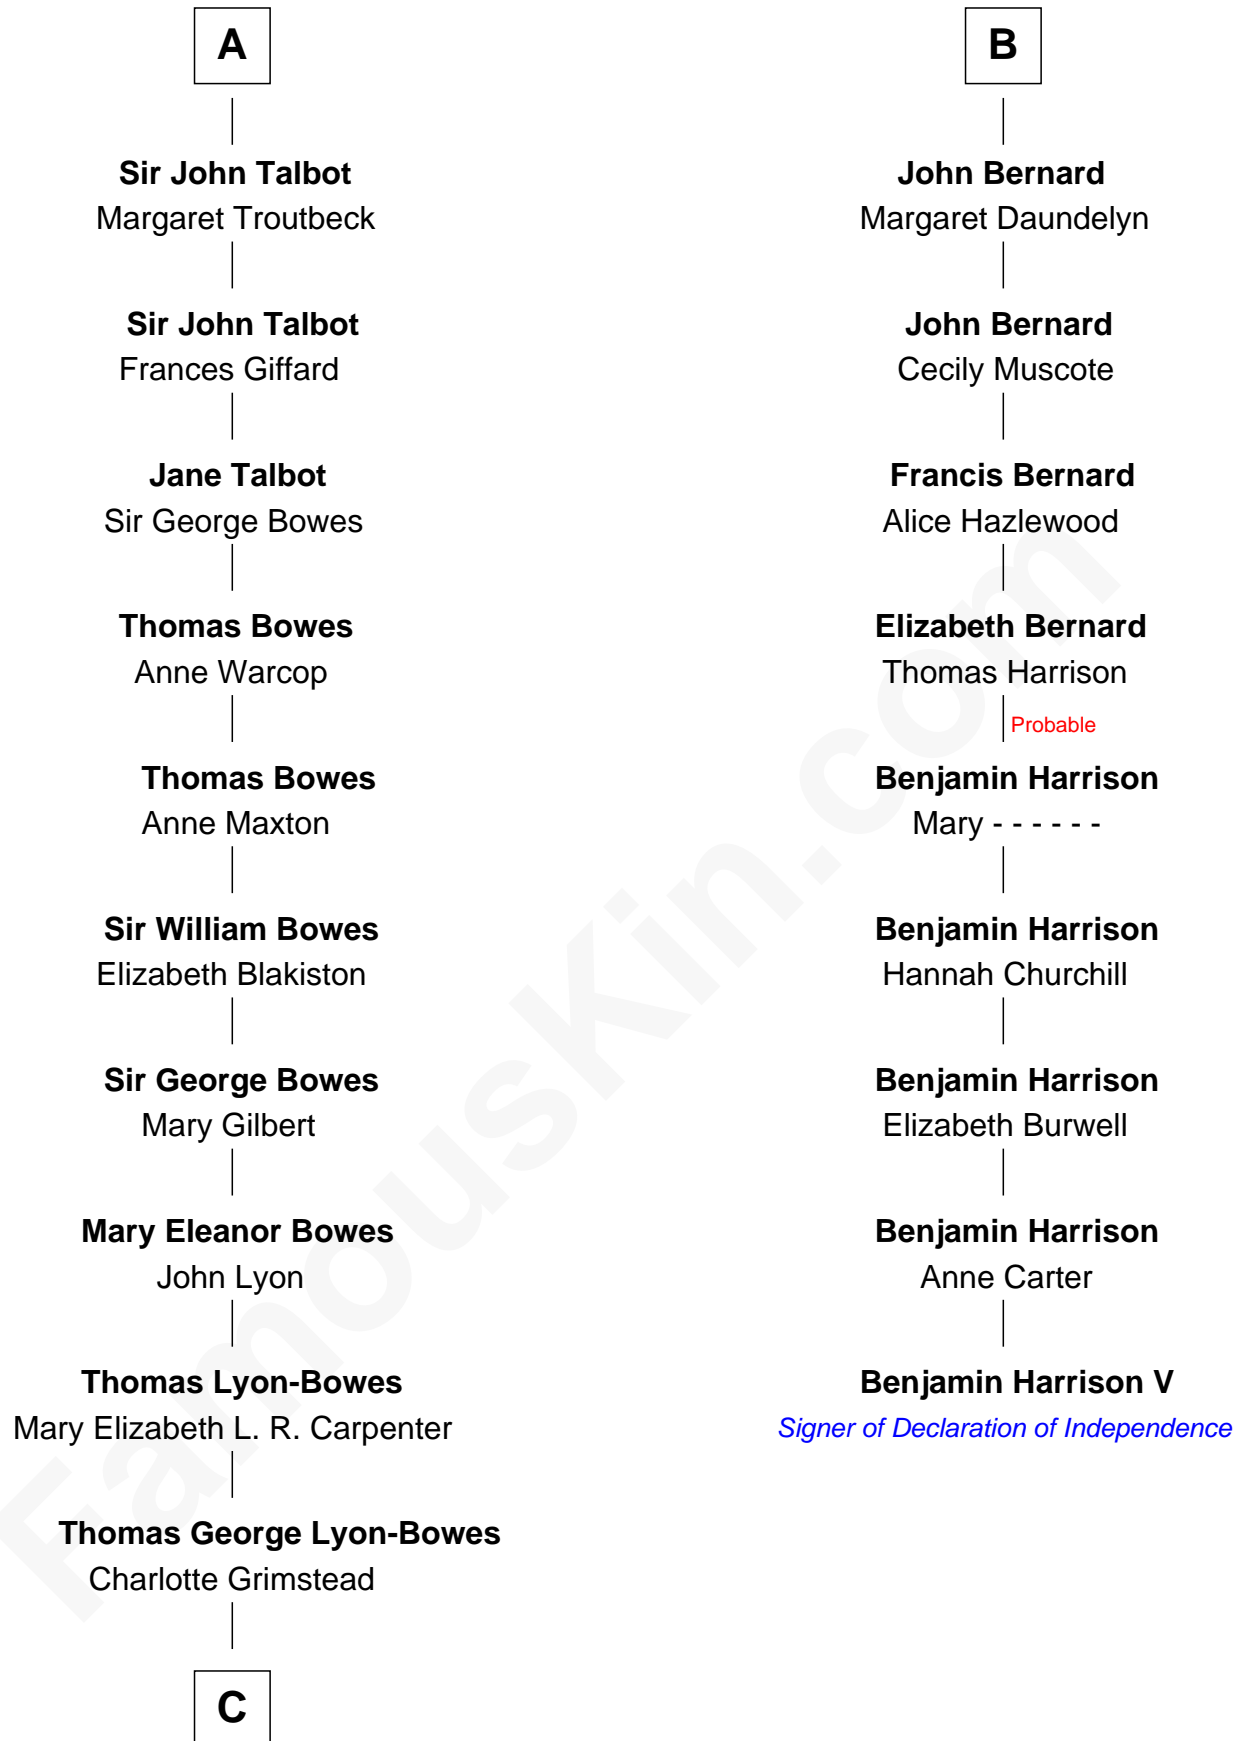 A
Sir John Talbot
Margaret Troutbeck
Sir John Talbot
Frances Giffard
Jane Talbot
Sir George Bowes
Thomas Bowes
Anne Warcop
Thomas Bowes
Anne Maxton
Sir William Bowes
Elizabeth Blakiston
Sir George Bowes
Mary Gilbert
Mary Eleanor Bowes
John Lyon
Thomas Lyon-Bowes
Mary Elizabeth L. R. Carpenter
Thomas George Lyon-Bowes
Charlotte Grimstead
C
B
John Bernard
Margaret Daundelyn
John Bernard
Cecily Muscote
Francis Bernard
Alice Hazlewood
Elizabeth Bernard
Thomas Harrison
Probable
Benjamin Harrison
Mary - - - - - -
Benjamin Harrison
Hannah Churchill
Benjamin Harrison
Elizabeth Burwell
Benjamin Harrison
Anne Carter
Benjamin Harrison V
Signer of Declaration of Independence
FamousKin.com